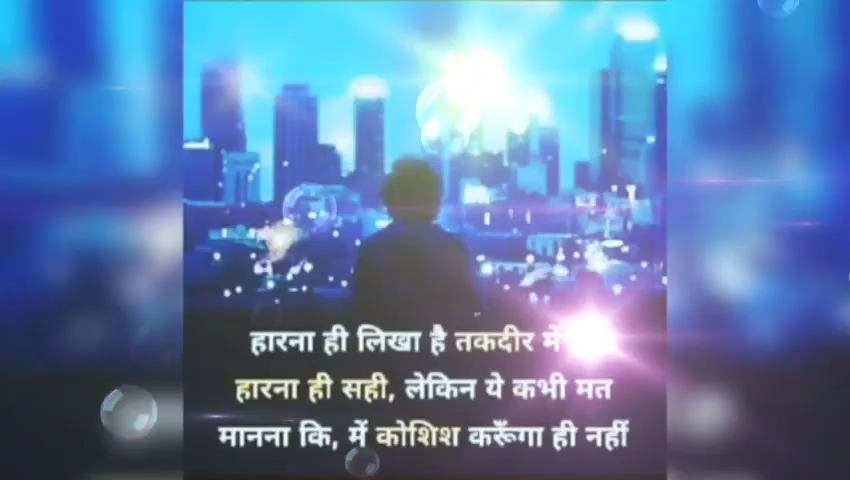 हारना ही लिखा है तकदीर में
हारना ही सही, लेकिन ये कभी मत
मानना कि, में कोशिश करूँगा ही नहीं